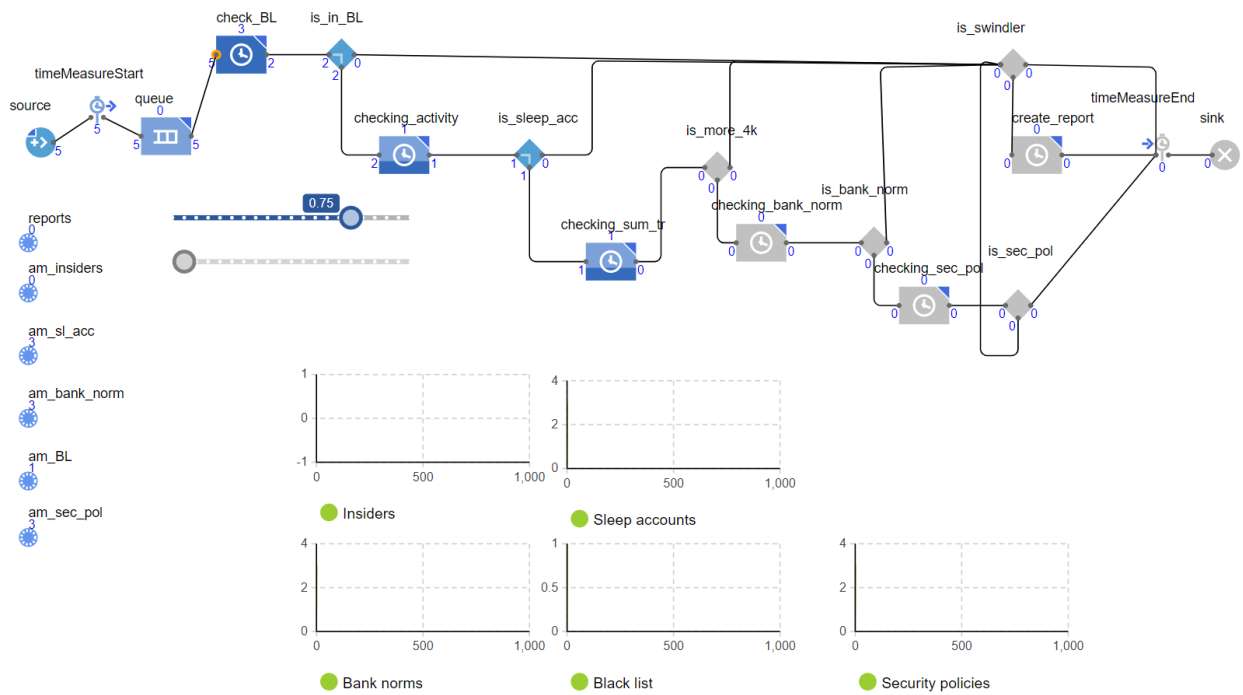 check_BL
3
5
2
is_in_BL
2
0
2
is_swindler
0
0
0
timeMeasureStart
5
queue
0
5
5
source
5
checking_activity
1
2
1
is_sleep_acc
1
0
1
is_more_4k
0
0
0
timeMeasureEnd
0
create_report
0
0
0
sink
0
0.75
reports
0
am_insiders
0
am_sl_acc
3
am_bank_norm
3
am_BL
1
am_sec_pol
3
checking_sum_tr
1
1
0
checking_bank_norm
0
0
0
is_bank_norm
0
0
0
checking_sec_pol
0
0
0
is_sec_pol
0
0
0
1
0
-1
0
500
1,000
Insiders
4
2
0
0
500
1,000
Sleep accounts
4
2
0
0
500
1,000
Bank norms
1
0.5
0
0
500
1,000
Black list
4
2
0
0
500
1,000
Security policies